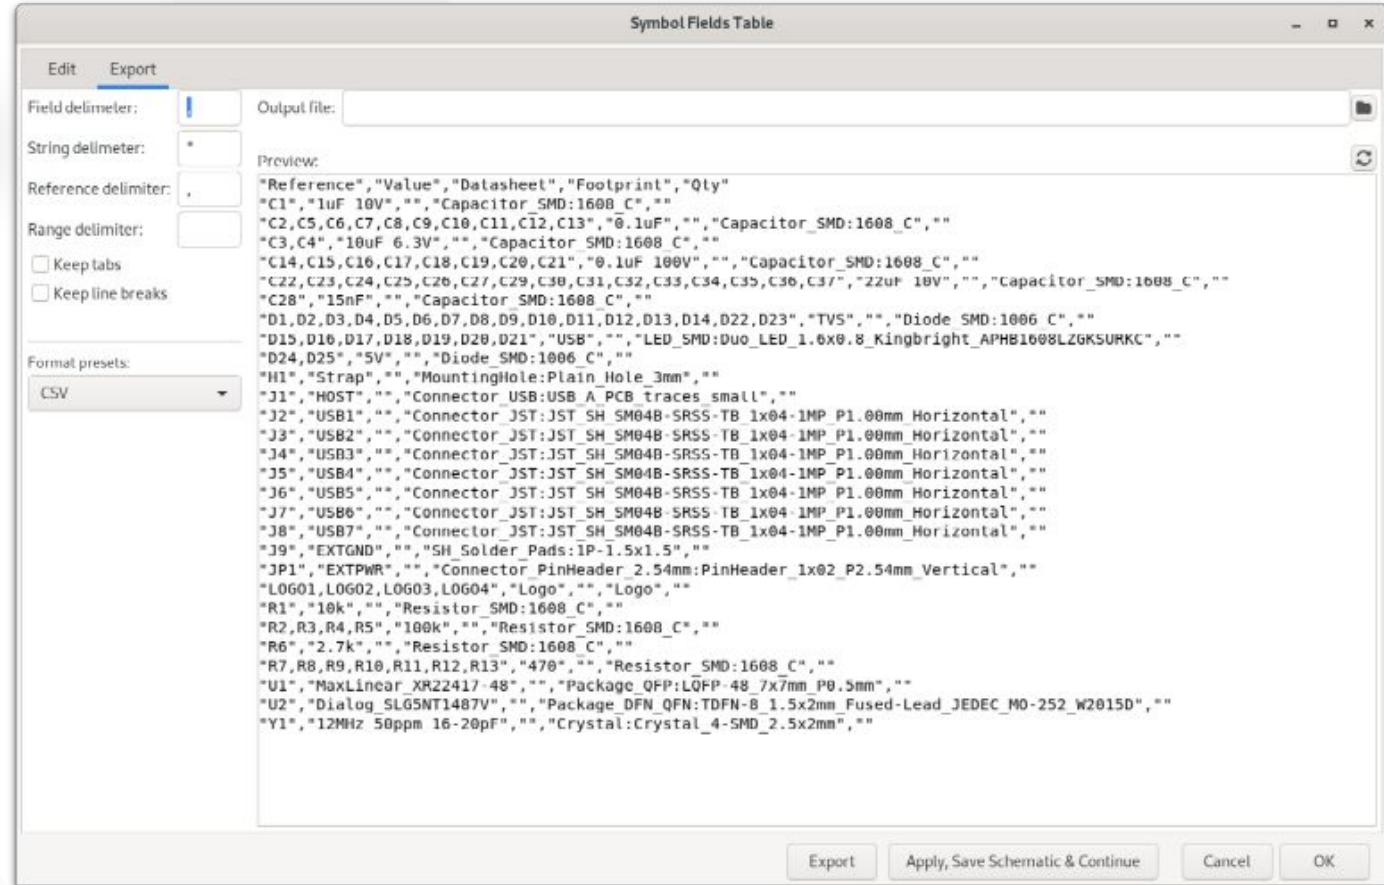 Symbol Fields Table
Edit Export
Field delimeter: ,
Output file:
String delimeter: "
Preview:
Reference delimiter: ,
Range delimiter:
Keep tabs
Keep line breaks
Format presets:
CSV
"Reference","Value","Datasheet","Footprint","Qty"
"C1","1uF 10V","","Capacitor_SMD:1608_C",""
"C2,C5,C6,C7,C8,C9,C10,C11,C12,C13","0.1uF","","Capacitor_SMD:1608_C",""
"C3,C4","10uF 6.3V","","Capacitor_SMD:1608_C",""
"C14,C15,C16,C17,C18,C19,C20,C21","0.1uF 100V","","Capacitor_SMD:1608_C",""
"C22,C23,C24,C25,C26,C27,C29,C30,C31,C32,C33,C34,C35,C36,C37","22uF 10V","","Capacitor_SMD:1608_C",""
"C28","15nF","","Capacitor_SMD:1608_C",""
"D1,D2,D3,D4,D5,D6,D7,D8,D9,D10,D11,D12,D13,D14,D22,D23","TVS","","Diode_SMD:1006_C",""
"D15,D16,D17,D18,D19,D20,D21","USB","","LED_SMD:Duo_LED_1.6x0.8_Kingbright_APHB1608LZGKSURKC",""
"D24,D25","5V","","Diode_SMD:1006_C",""
"H1","Strap","","MountingHole:Plain_Hole_3mm",""
"J1","HOST","","Connector_USB:USB_A_PCB_traces_small",""
"J2","USB1","","Connector_JST:JST_SH_SM04B-SRSS-TB_1x04-1MP_P1.00mm_Horizontal",""
"J3","USB2","","Connector_JST:JST_SH_SM04B-SRSS-TB_1x04-1MP_P1.00mm_Horizontal",""
"J4","USB3","","Connector_JST:JST_SH_SM04B-SRSS-TB_1x04-1MP_P1.00mm_Horizontal",""
"J5","USB4","","Connector_JST:JST_SH_SM04B-SRSS-TB_1x04-1MP_P1.00mm_Horizontal",""
"J6","USB5","","Connector_JST:JST_SH_SM04B-SRSS-TB_1x04-1MP_P1.00mm_Horizontal",""
"J7","USB6","","Connector_JST:JST_SH_SM04B-SRSS-TB_1x04-1MP_P1.00mm_Horizontal",""
"J8","USB7","","Connector_JST:JST_SH_SM04B-SRSS-TB_1x04-1MP_P1.00mm_Horizontal",""
"J9","EXTGND","","SH_Solder_Pads:1P-1.5x1.5",""
"JP1","EXTPWR","","Connector_PinHeader_2.54mm:PinHeader_1x02_P2.54mm_Vertical",""
"LOGO1,LOGO2,LOGO3,LOGO4","Logo","","Logo",""
"R1","10k","","Resistor_SMD:1608_C",""
"R2,R3,R4,R5","100k","","Resistor_SMD:1608_C",""
"R6","2.7k","","Resistor_SMD:1608_C",""
"R7,R8,R9,R10,R11,R12,R13","470","","Resistor_SMD:1608_C",""
"U1","MaxLinear_XR22417-48","","Package_QFP:LQFP-48_7x7mm_P0.5mm",""
"U2","Dialog_SLG5NT1487V","","Package_DFN_QFN:TDFN-8_1.5x2mm_Fused-Lead_JEDEC_MO-252_W2015D",""
"Y1","12MHz 50ppm 16-20pF","","Crystal:Crystal_4-SMD_2.5x2mm",""
Export Apply, Save Schematic & Continue Cancel OK